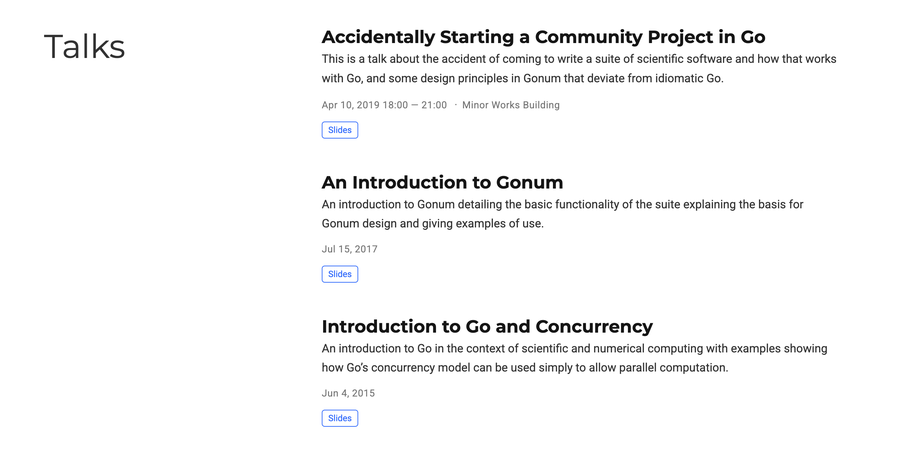 Talks
Accidentally Starting a Community Project in Go
This is a talk about the accident of coming to write a suite of scientific software and how that works
with Go, and some design principles in Gonum that deviate from idiomatic Go.
Apr 10, 2019 18:00 — 21:00 · Minor Works Building
Slides
An Introduction to Gonum
An introduction to Gonum detailing the basic functionality of the suite explaining the basis for
Gonum design and giving examples of use.
Jul 15, 2017
Slides
Introduction to Go and Concurrency
An introduction to Go in the context of scientific and numerical computing with examples showing
how Go’s concurrency model can be used simply to allow parallel computation.
Jun 4, 2015
Slides